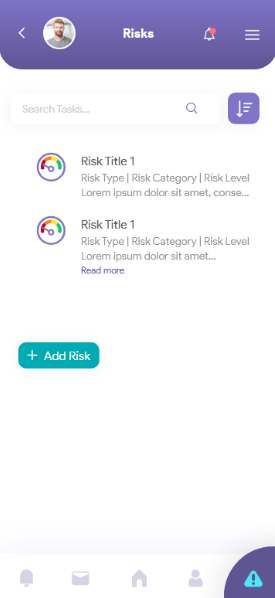 Risks
Search Tasks...
Risk Title 1
Risk Type | Risk Category | Risk Level
Lorem ipsum dolor sit amet, conse...
Risk Title 1
Risk Type | Risk Category | Risk Level
Lorem ipsum dolor sit amet...
Read more
+ Add Risk